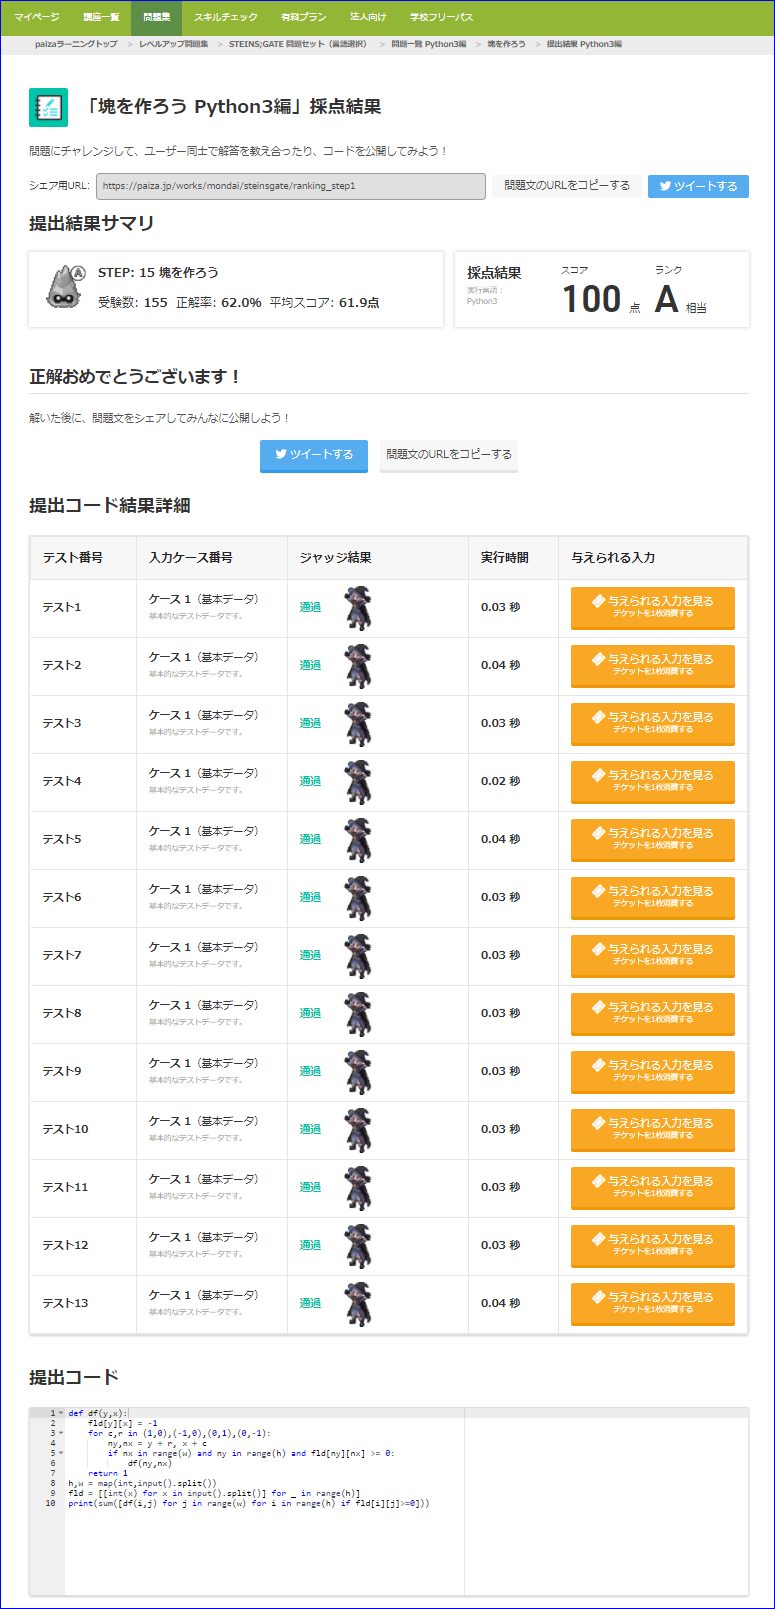 マイページ 講座一覧 問題集 スキルチェック 有料プラン 法人向け 学校フリーパス
paizaラーニングトップ > レベルアップ問題集 > STEINS;GATE 問題セット（言語選択） > 問題一覧 Python3編 > 塊を作ろう > 提出結果 Python3編
「塊を作ろう Python3編」採点結果
問題にチャレンジして、ユーザー同士で解答を教え合ったり、コードを公開してみよう！
シェア用URL: https://paiza.jp/works/mondai/steinsgate/ranking_step1 問題文のURLをコピーする ツイートする
提出結果サマリ
A
STEP: 15 塊を作ろう
受験数: 155 正解率: 62.0% 平均スコア: 61.9点
採点結果 スコア ランク
実行言語：
Python3
100 点 A 相当
正解おめでとうございます！
解いた後に、問題文をシェアしてみんなに公開しよう！
ツイートする 問題文のURLをコピーする
提出コード結果詳細
テスト番号 入力ケース番号 ジャッジ結果 実行時間 与えられる入力
テスト1 ケース 1（基本データ） 通過 0.03 秒 与えられる入力を見る
基本的なテストデータです。 チケットを1枚消費する
テスト2 ケース 1（基本データ） 通過 0.04 秒 与えられる入力を見る
基本的なテストデータです。 チケットを1枚消費する
テスト3 ケース 1（基本データ） 通過 0.03 秒 与えられる入力を見る
基本的なテストデータです。 チケットを1枚消費する
テスト4 ケース 1（基本データ） 通過 0.02 秒 与えられる入力を見る
基本的なテストデータです。 チケットを1枚消費する
テスト5 ケース 1（基本データ） 通過 0.04 秒 与えられる入力を見る
基本的なテストデータです。 チケットを1枚消費する
テスト6 ケース 1（基本データ） 通過 0.03 秒 与えられる入力を見る
基本的なテストデータです。 チケットを1枚消費する
テスト7 ケース 1（基本データ） 通過 0.03 秒 与えられる入力を見る
基本的なテストデータです。 チケットを1枚消費する
テスト8 ケース 1（基本データ） 通過 0.03 秒 与えられる入力を見る
基本的なテストデータです。 チケットを1枚消費する
テスト9 ケース 1（基本データ） 通過 0.03 秒 与えられる入力を見る
基本的なテストデータです。 チケットを1枚消費する
テスト10 ケース 1（基本データ） 通過 0.03 秒 与えられる入力を見る
基本的なテストデータです。 チケットを1枚消費する
テスト11 ケース 1（基本データ） 通過 0.03 秒 与えられる入力を見る
基本的なテストデータです。 チケットを1枚消費する
テスト12 ケース 1（基本データ） 通過 0.03 秒 与えられる入力を見る
基本的なテストデータです。 チケットを1枚消費する
テスト13 ケース 1（基本データ） 通過 0.04 秒 与えられる入力を見る
基本的なテストデータです。 チケットを1枚消費する
提出コード
1 def df(y,x):
2     fld[y][x] = -1
3     for c,r in (1,0),(-1,0),(0,1),(0,-1):
4         ny,nx = y + r, x + c
5         if nx in range(w) and ny in range(h) and fld[ny][nx] >= 0:
6             df(ny,nx)
7     return 1
8 h,w = map(int,input().split())
9 fld = [[int(x) for x in input().split()] for _ in range(h)]
10 print(sum([df(i,j) for j in range(w) for i in range(h) if fld[i][j]>=0]))